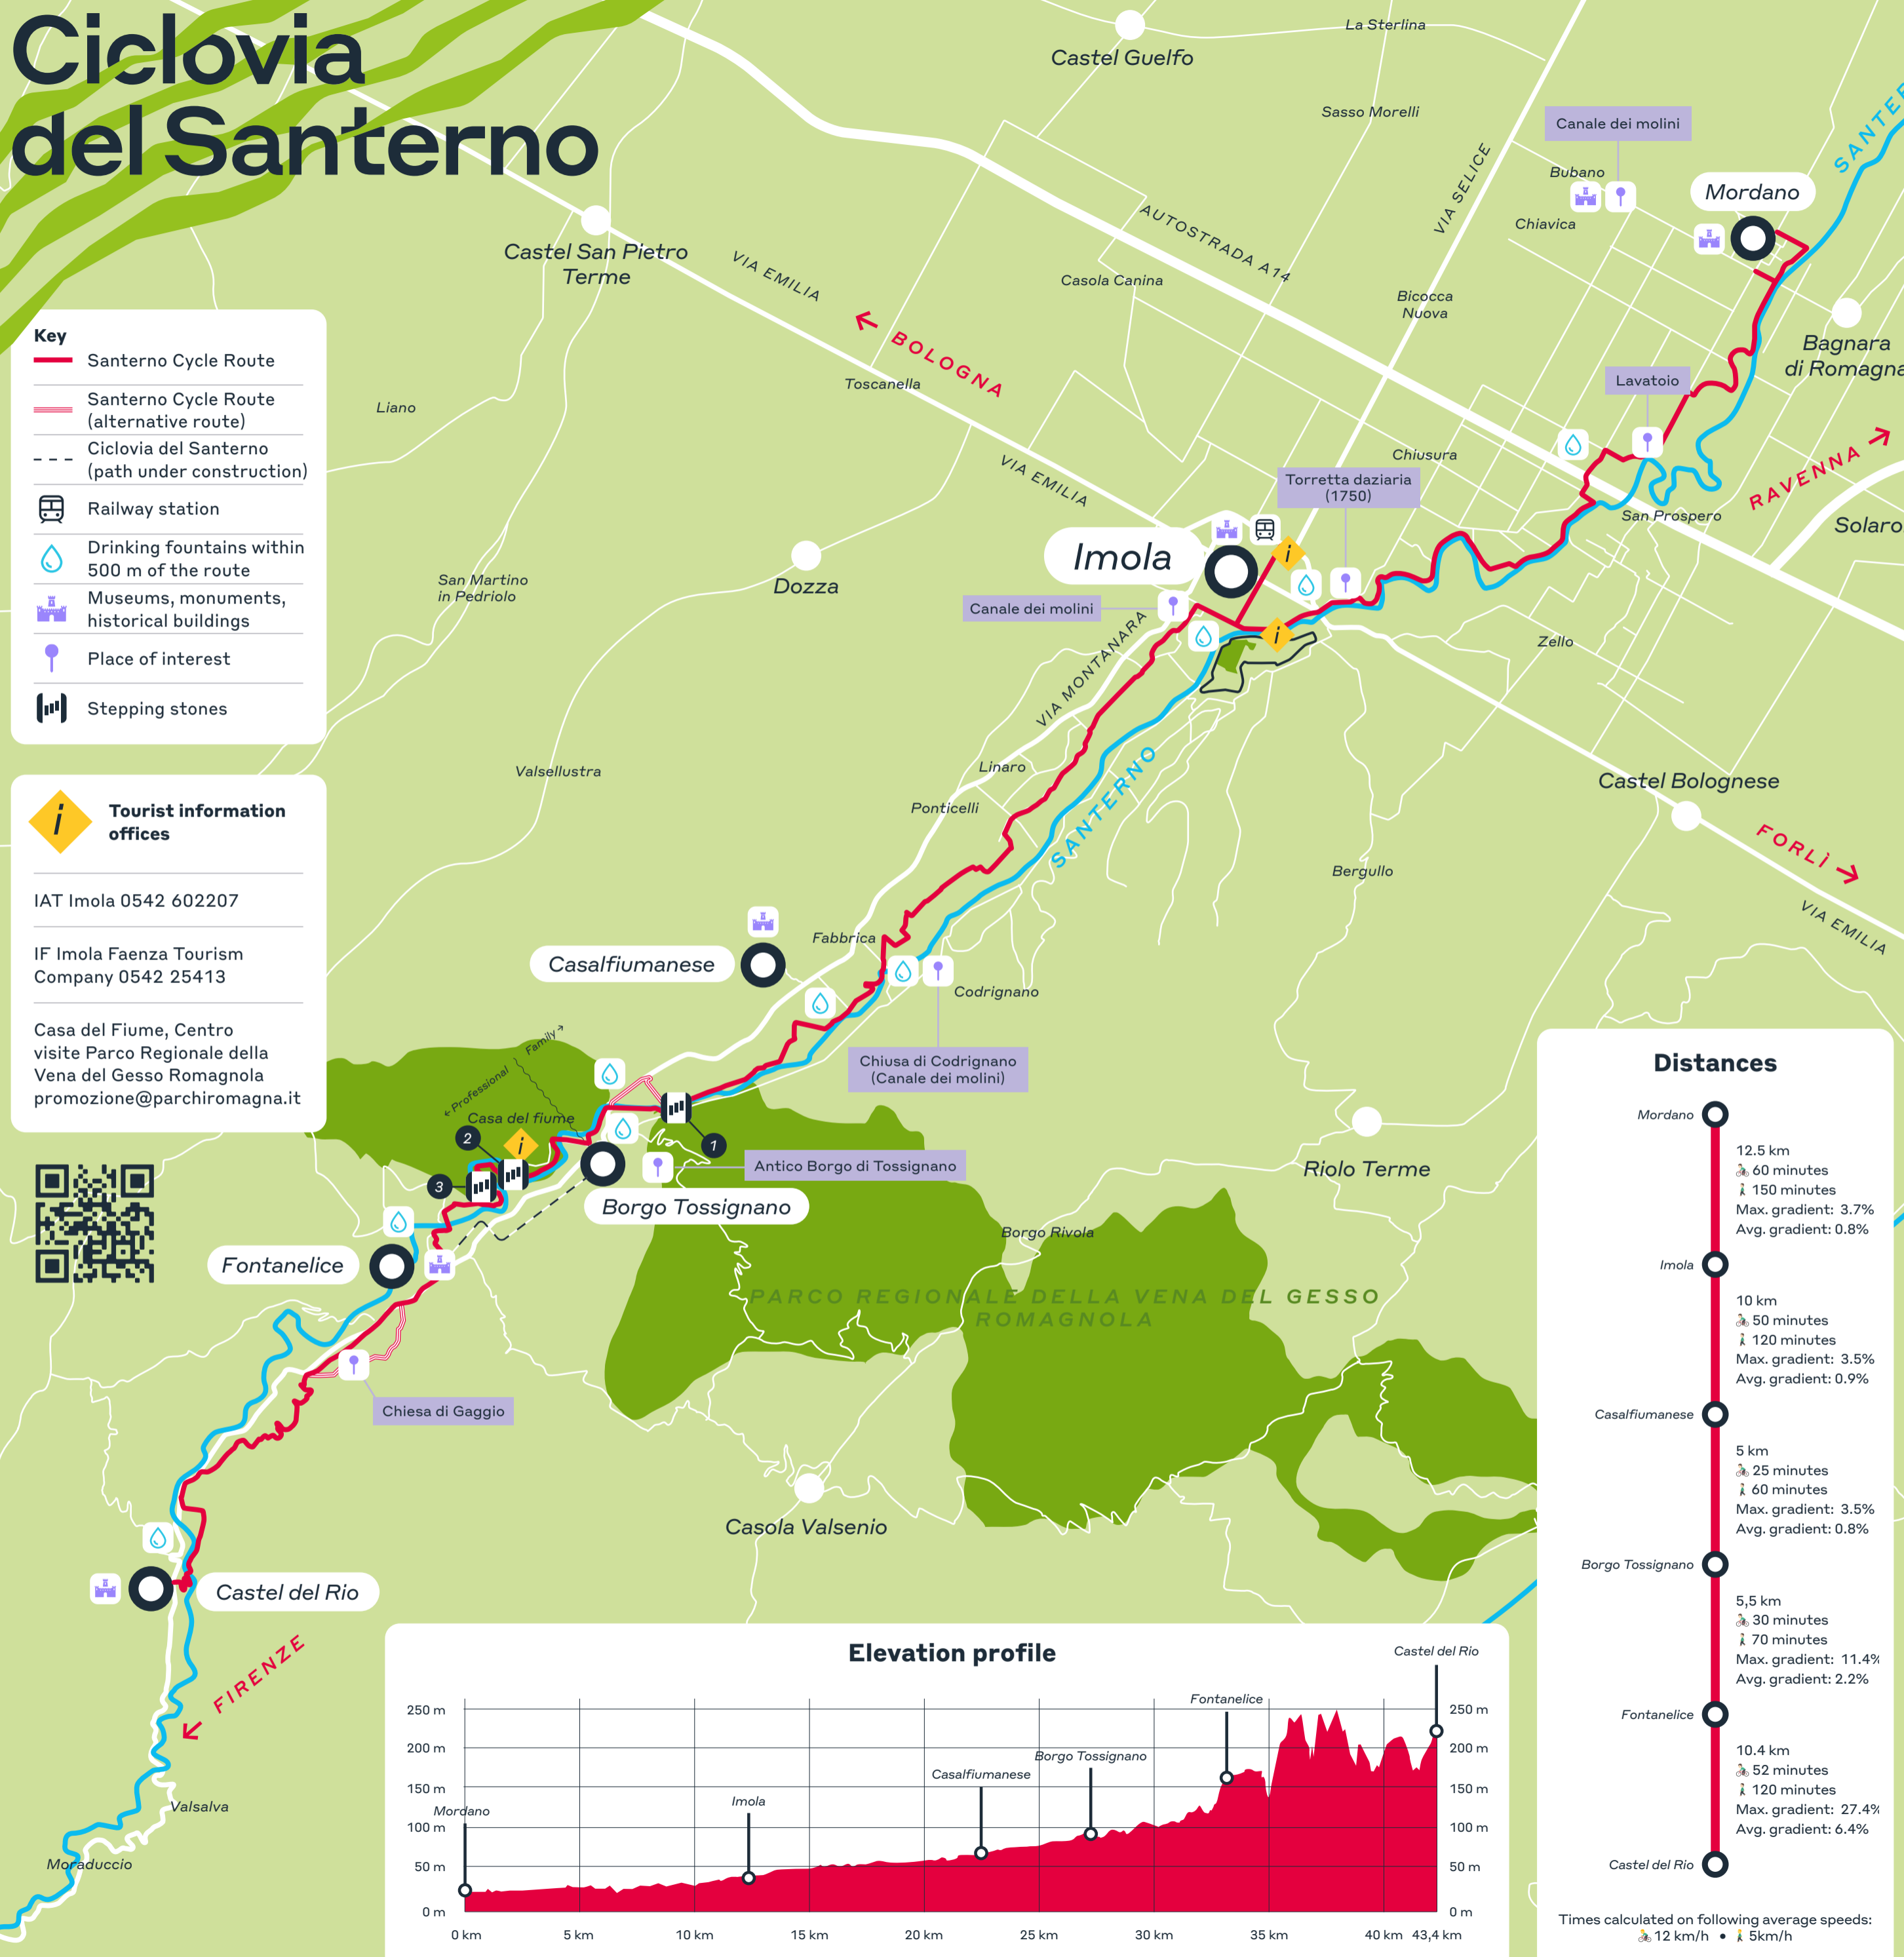 Ciclovia
del Santerno
Castel Guelfo
La Sterlina
Sasso Morelli
Canale dei molini
Bubano
Chiavica
Mordano
SANTER
VIA SELICE
AUTOSTRADA A14
Castel San Pietro
Terme
VIA EMILIA
Casola Canina
Bicocca
Nuova
← BOLOGNA
Toscanella
Bagnara
di Romagna
Lavatoio
RAVENNA →
Liano
VIA EMILIA
Chiusura
Torretta daziaria
(1750)
San Prospero
Solaro
Imola
i
San Martino
in Pedriolo
Dozza
Canale dei molini
i
VIA MONTANARA
Zello
Valsellustra
Linaro
Ponticelli
SANTERNO
Castel Bolognese
FORLÌ →
VIA EMILIA
Bergullo
Fabbrica
Casalfiumanese
Codrignano
Chiusa di Codrignano
(Canale dei molini)
Family →
← Professional
Casa del fiume
i
1
2
3
Antico Borgo di Tossignano
Borgo Tossignano
Riolo Terme
Borgo Rivola
Fontanelice
PARCO REGIONALE DELLA VENA DEL GESSO
ROMAGNOLA
Chiesa di Gaggio
Casola Valsenio
Castel del Rio
← FIRENZE
Valsalva
Moraduccio
Key
Santerno Cycle Route
Santerno Cycle Route
(alternative route)
Ciclovia del Santerno
(path under construction)
Railway station
Drinking fountains within
500 m of the route
Museums, monuments,
historical buildings
Place of interest
Stepping stones
i
Tourist information
offices
IAT Imola 0542 602207
IF Imola Faenza Tourism
Company 0542 25413
Casa del Fiume, Centro
visite Parco Regionale della
Vena del Gesso Romagnola
promozione@parchiromagna.it
Elevation profile
Castel del Rio
Fontanelice
Borgo Tossignano
Casalfiumanese
Imola
Mordano
250 m
200 m
150 m
100 m
50 m
0 m
250 m
200 m
150 m
100 m
50 m
0 m
0 km
5 km
10 km
15 km
20 km
25 km
30 km
35 km
40 km
43,4 km
Distances
Mordano
12.5 km
60 minutes
150 minutes
Max. gradient: 3.7%
Avg. gradient: 0.8%
Imola
10 km
50 minutes
120 minutes
Max. gradient: 3.5%
Avg. gradient: 0.9%
Casalfiumanese
5 km
25 minutes
60 minutes
Max. gradient: 3.5%
Avg. gradient: 0.8%
Borgo Tossignano
5,5 km
30 minutes
70 minutes
Max. gradient: 11.4%
Avg. gradient: 2.2%
Fontanelice
10.4 km
52 minutes
120 minutes
Max. gradient: 27.4%
Avg. gradient: 6.4%
Castel del Rio
Times calculated on following average speeds:
12 km/h • 5km/h